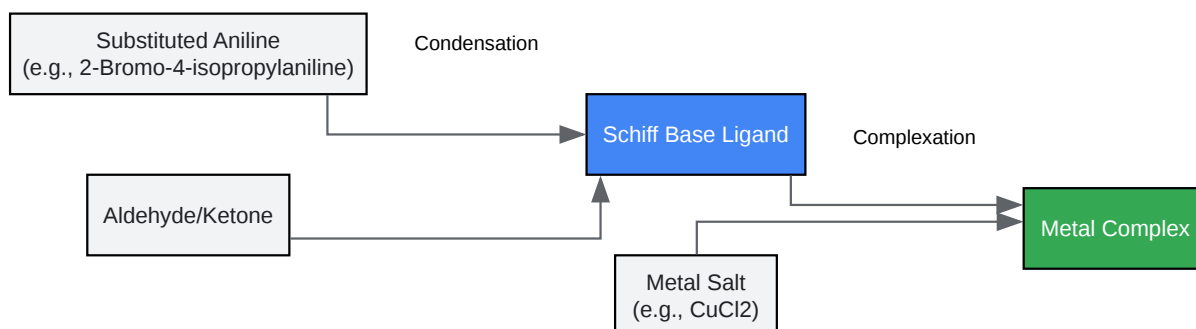 Substituted Aniline
(e.g., 2-Bromo-4-isopropylaniline)
Condensation
Schiff Base Ligand
Complexation
Aldehyde/Ketone
Metal Complex
Metal Salt
(e.g., CuCl2)